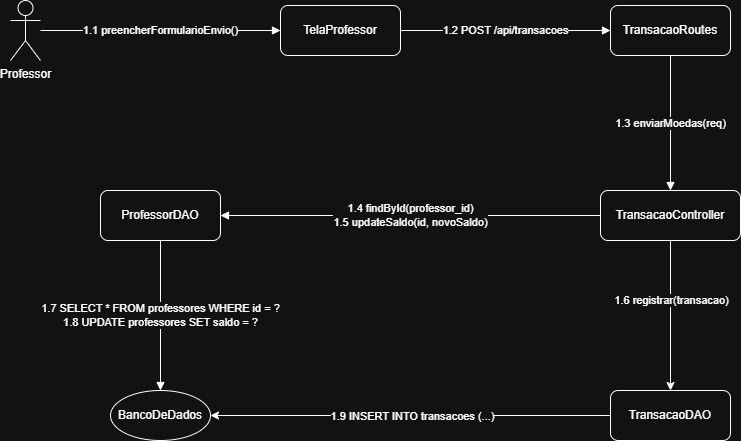 1.1 preencherFormularioEnvio()
TelaProfessor
1.2 POST /api/transacoes
TransacaoRoutes
Professor
1.3 enviarMoedas(req)
ProfessorDAO
1.4 findById(professor_id)
1.5 updateSaldo(id, novoSaldo)
TransacaoController
1.7 SELECT * FROM professores WHERE id = ?
1.8 UPDATE professores SET saldo = ?
1.6 registrar(transacao)
BancoDeDados
1.9 INSERT INTO transacoes (...)
TransacaoDAO